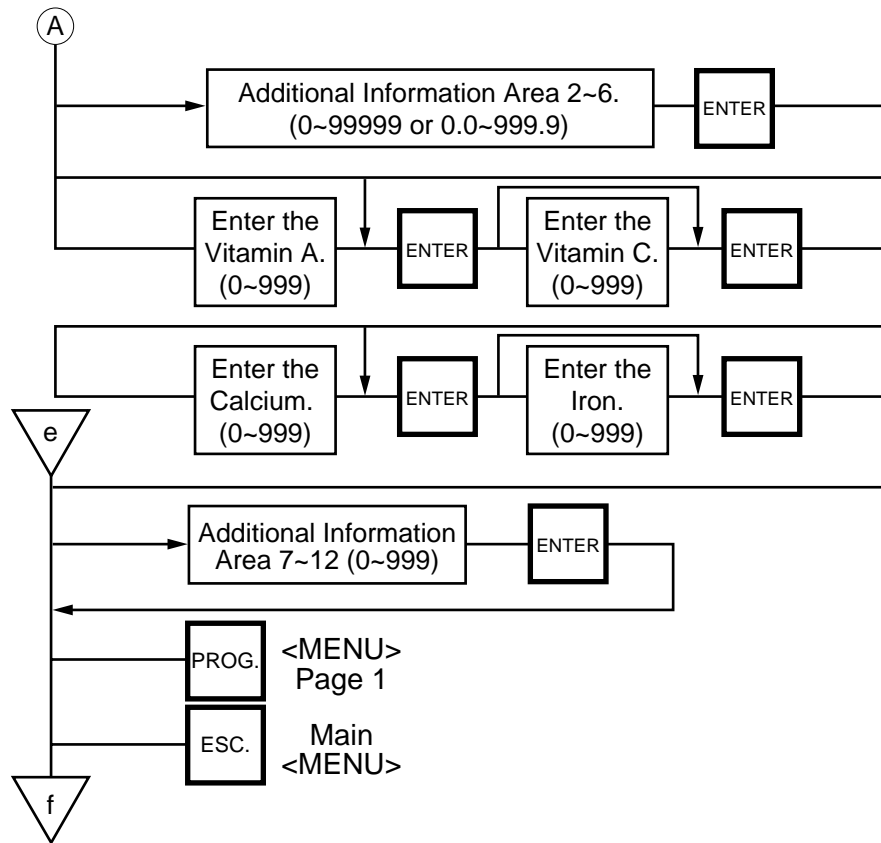 A
Additional Information Area 2~6.
(0~99999 or 0.0~999.9)
ENTER
Enter the
Vitamin A.
(0~999)
ENTER
Enter the
Vitamin C.
(0~999)
ENTER
Enter the
Calcium.
(0~999)
ENTER
Enter the
Iron.
(0~999)
ENTER
e
Additional Information
Area 7~12 (0~999)
ENTER
PROG.
<MENU>
Page 1
ESC.
Main
<MENU>
f